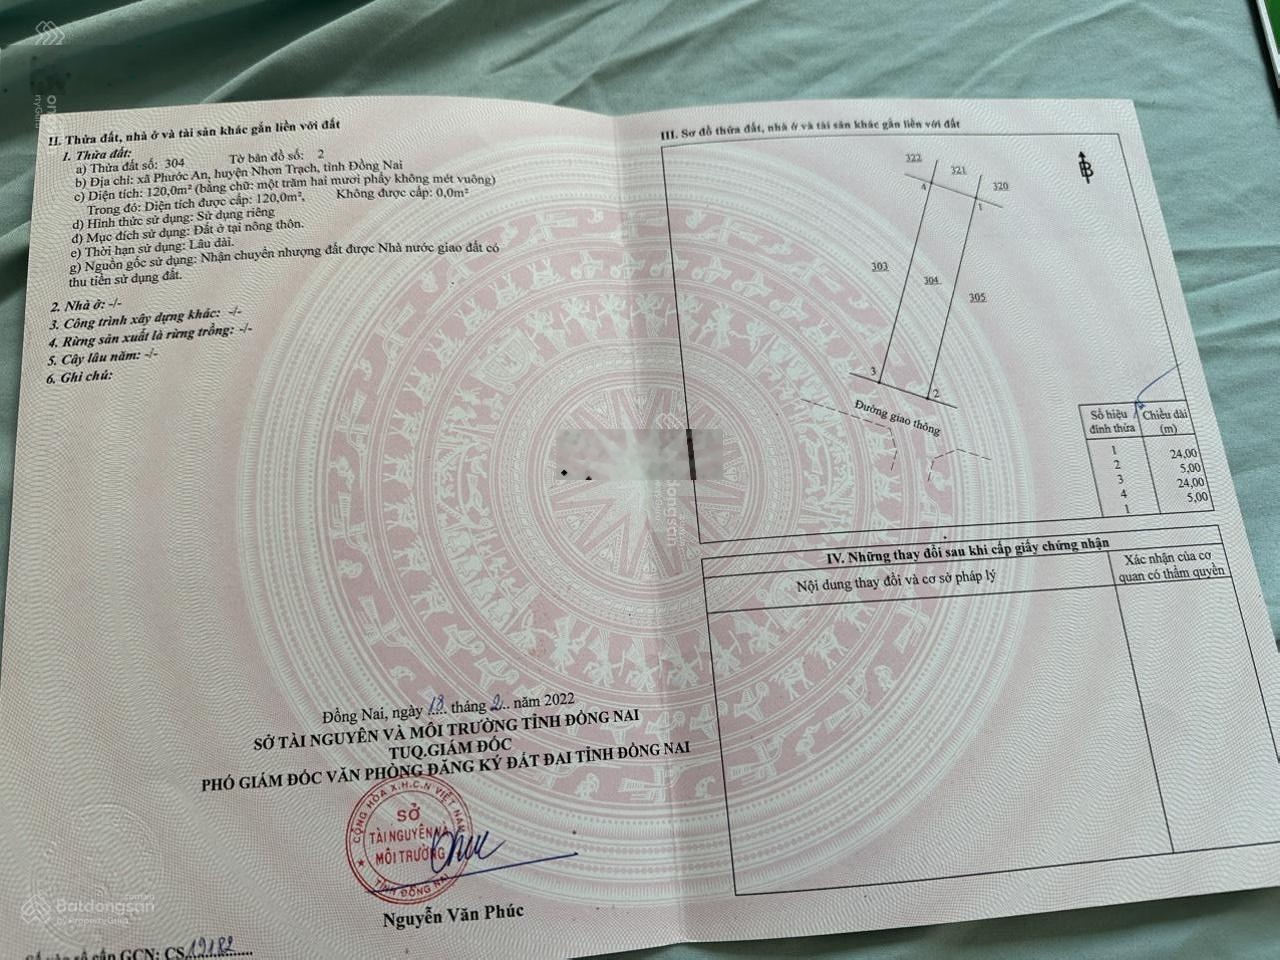 II. Thửa đất, nhà ở và tài sản khác gắn liền với đất
1. Thửa đất:
a) Thửa đất số: 304 Tờ bản đồ số: 2
b) Địa chỉ: xã Phước An, huyện Nhơn Trạch, tỉnh Đồng Nai
c) Diện tích: 120,0m² (bằng chữ: một trăm hai mươi phẩy không mét vuông)
Trong đó: Diện tích được cấp: 120,0m², Không được cấp: 0,0m²
d) Hình thức sử dụng: Sử dụng riêng
đ) Mục đích sử dụng: Đất ở tại nông thôn.
e) Thời hạn sử dụng: Lâu dài.
g) Nguồn gốc sử dụng: Nhận chuyển nhượng đất được Nhà nước giao đất có
thu tiền sử dụng đất.
2. Nhà ở: -/-
3. Công trình xây dựng khác: -/-
4. Rừng sản xuất là rừng trồng: -/-
5. Cây lâu năm: -/-
6. Ghi chú:
Đồng Nai, ngày 18 tháng 2 năm 2022
SỞ TÀI NGUYÊN VÀ MÔI TRƯỜNG TỈNH ĐỒNG NAI
TUQ.GIÁM ĐỐC
PHÓ GIÁM ĐỐC VĂN PHÒNG ĐĂNG KÝ ĐẤT ĐAI TỈNH ĐỒNG NAI
CỘNG HÒA X.H.C.N VIỆT NAM
SỞ
TÀI NGUYÊN VÀ
MÔI TRƯỜNG
TỈNH ĐỒNG NAI
Nguyễn Văn Phúc
GCN: CS19182
III. Sơ đồ thửa đất, nhà ở và tài sản khác gắn liền với đất
322
321
320
4
1
303
304
305
3
2
Đường giao thông
Số hiệu đỉnh thửa Chiều dài (m)
1
24,00
2
5,00
3
24,00
4
5,00
1
IV. Những thay đổi sau khi cấp giấy chứng nhận
Nội dung thay đổi và cơ sở pháp lý
Xác nhận của cơ
quan có thẩm quyền
Batdongsan
by PropertyGuru